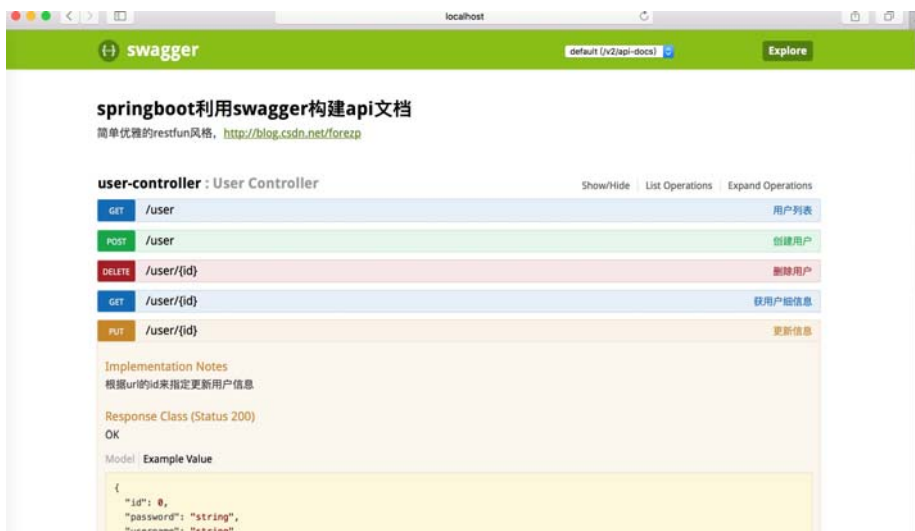 localhost
swagger
default (/v2/api-docs)
Explore
springboot利用swagger构建api文档
简单优雅的restfun风格，http://blog.csdn.net/forezp
user-controller : User Controller
Show/Hide | List Operations | Expand Operations
GET /user 用户列表
POST /user 创建用户
DELETE /user/{id} 删除用户
GET /user/{id} 获用户细信息
PUT /user/{id} 更新信息
Implementation Notes
根据url的id来指定更新用户信息
Response Class (Status 200)
OK
Model Example Value
{
"id": 0,
"password": "string",
"username": "string"